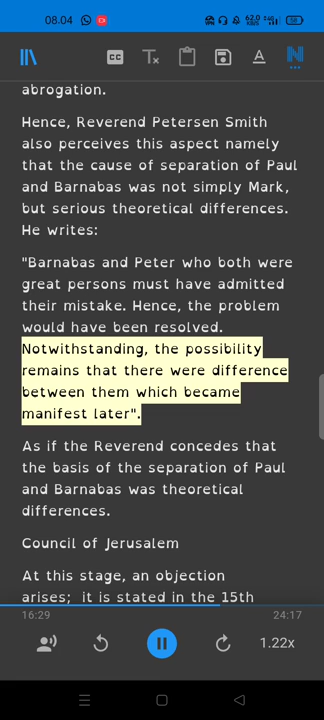 08.04
CC
abrogation.
Hence, Reverend Petersen Smith
also perceives this aspect namely
that the cause of separation of Paul
and Barnabas was not simply Mark,
but serious theoretical differences.
He writes:
"Barnabas and Peter who both were
great persons must have admitted
their mistake. Hence, the problem
would have been resolved.
Notwithstanding, the possibility
remains that there were difference
between them which became
manifest later".
As if the Reverend concedes that
the basis of the separation of Paul
and Barnabas was theoretical
differences.
Council of Jerusalem
At this stage, an objection
arises; it is stated in the 15th
16:29 24:17
1.22x